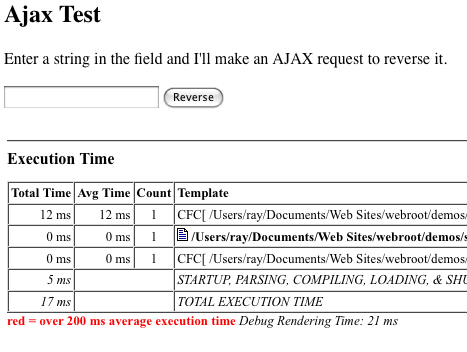 Ajax Test
Enter a string in the field and I'll make an AJAX request to reverse it.
Reverse
Execution Time
Total Time Avg Time Count Template
12 ms 12 ms 1 CFC[ /Users/ray/Documents/Web Sites/webroot/demos/
0 ms 0 ms 1 /Users/ray/Documents/Web Sites/webroot/demos/s
0 ms 0 ms 1 CFC[ /Users/ray/Documents/Web Sites/webroot/demos/
5 ms STARTUP, PARSING, COMPILING, LOADING, & SHU
17 ms TOTAL EXECUTION TIME
red = over 200 ms average execution time Debug Rendering Time: 21 ms